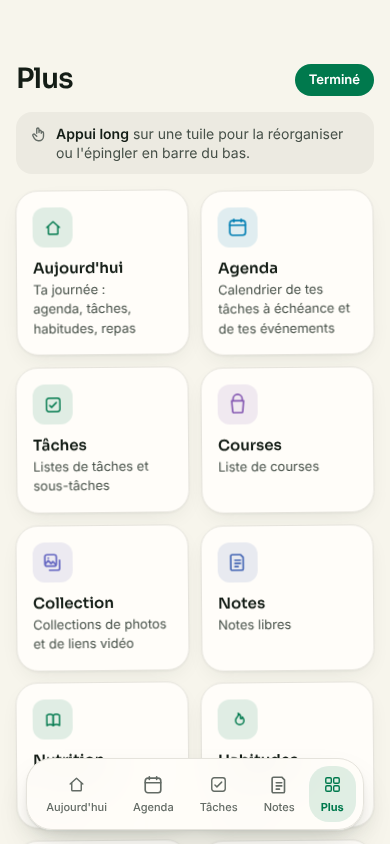 Plus
Terminé
Appui long sur une tuile pour la réorganiser
ou l'épingler en barre du bas.
Aujourd'hui
Ta journée :
agenda, tâches,
habitudes, repas
Agenda
Calendrier de tes
tâches à échéance et
de tes événements
Tâches
Listes de tâches et
sous-tâches
Courses
Liste de courses
Collection
Collections de photos
et de liens vidéo
Notes
Notes libres
Nutrition
Habitudes
Aujourd'hui
Agenda
Tâches
Notes
Plus